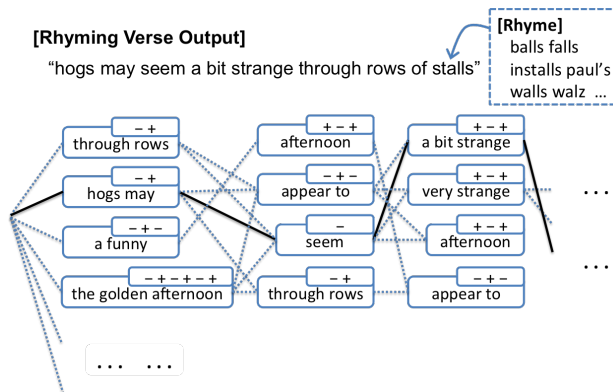 [Rhyming Verse Output]
"hogs may seem a bit strange through rows of stalls"
[Rhyme]
balls falls
installs paul's
walls walz ...
− +
through rows
+ − +
afternoon
+ − +
a bit strange
− +
hogs may
− + −
appear to
+ − +
very strange
...
− + −
a funny
−
seem
+ − +
afternoon
...
− + − + − +
the golden afternoon
− +
through rows
− + −
appear to
... ...